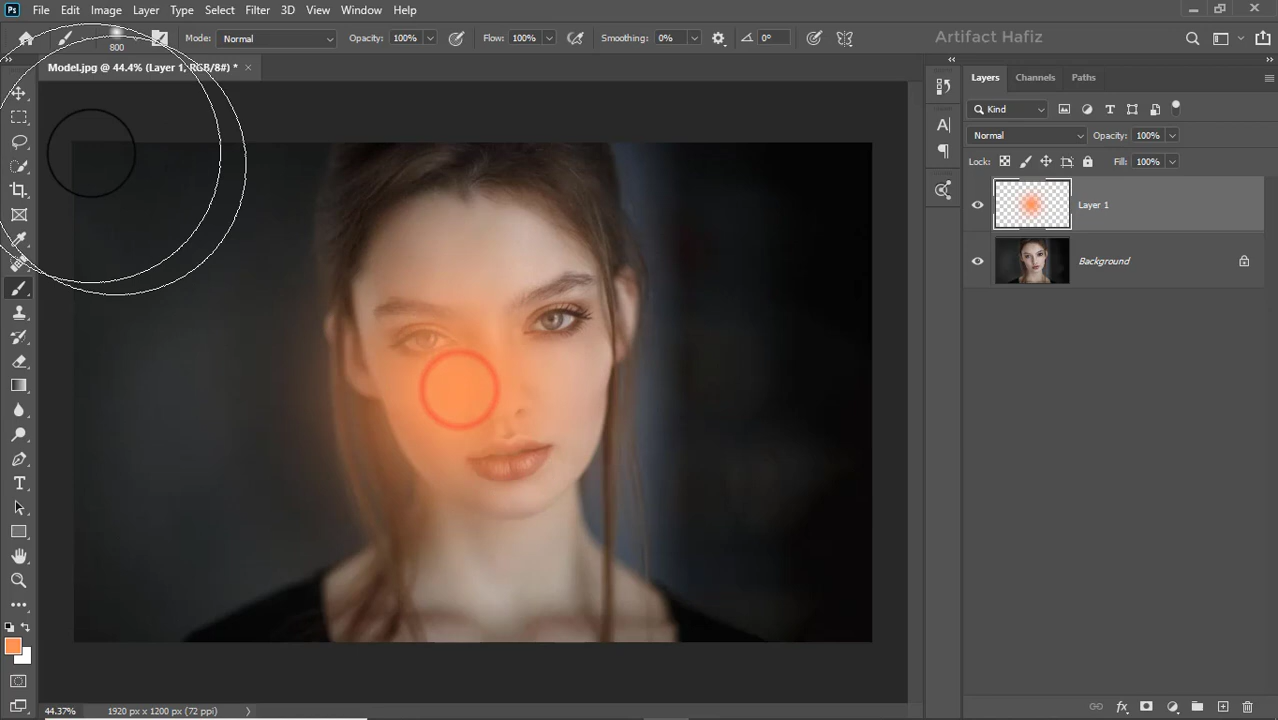 Ps File Edit Image Layer Type Select Filter 3D View Window Help
800 Mode: Normal Opacity: 100% Flow: 100% Smoothing: 0% 0° Artifact Hafiz
Model.jpg @ 44.4% (Layer 1, RGB/8#) * ×
Layers Channels Paths
Kind
Normal Opacity: 100%
Lock: Fill: 100%
Layer 1
Background
44.37% 1920 px x 1200 px (72 ppi)